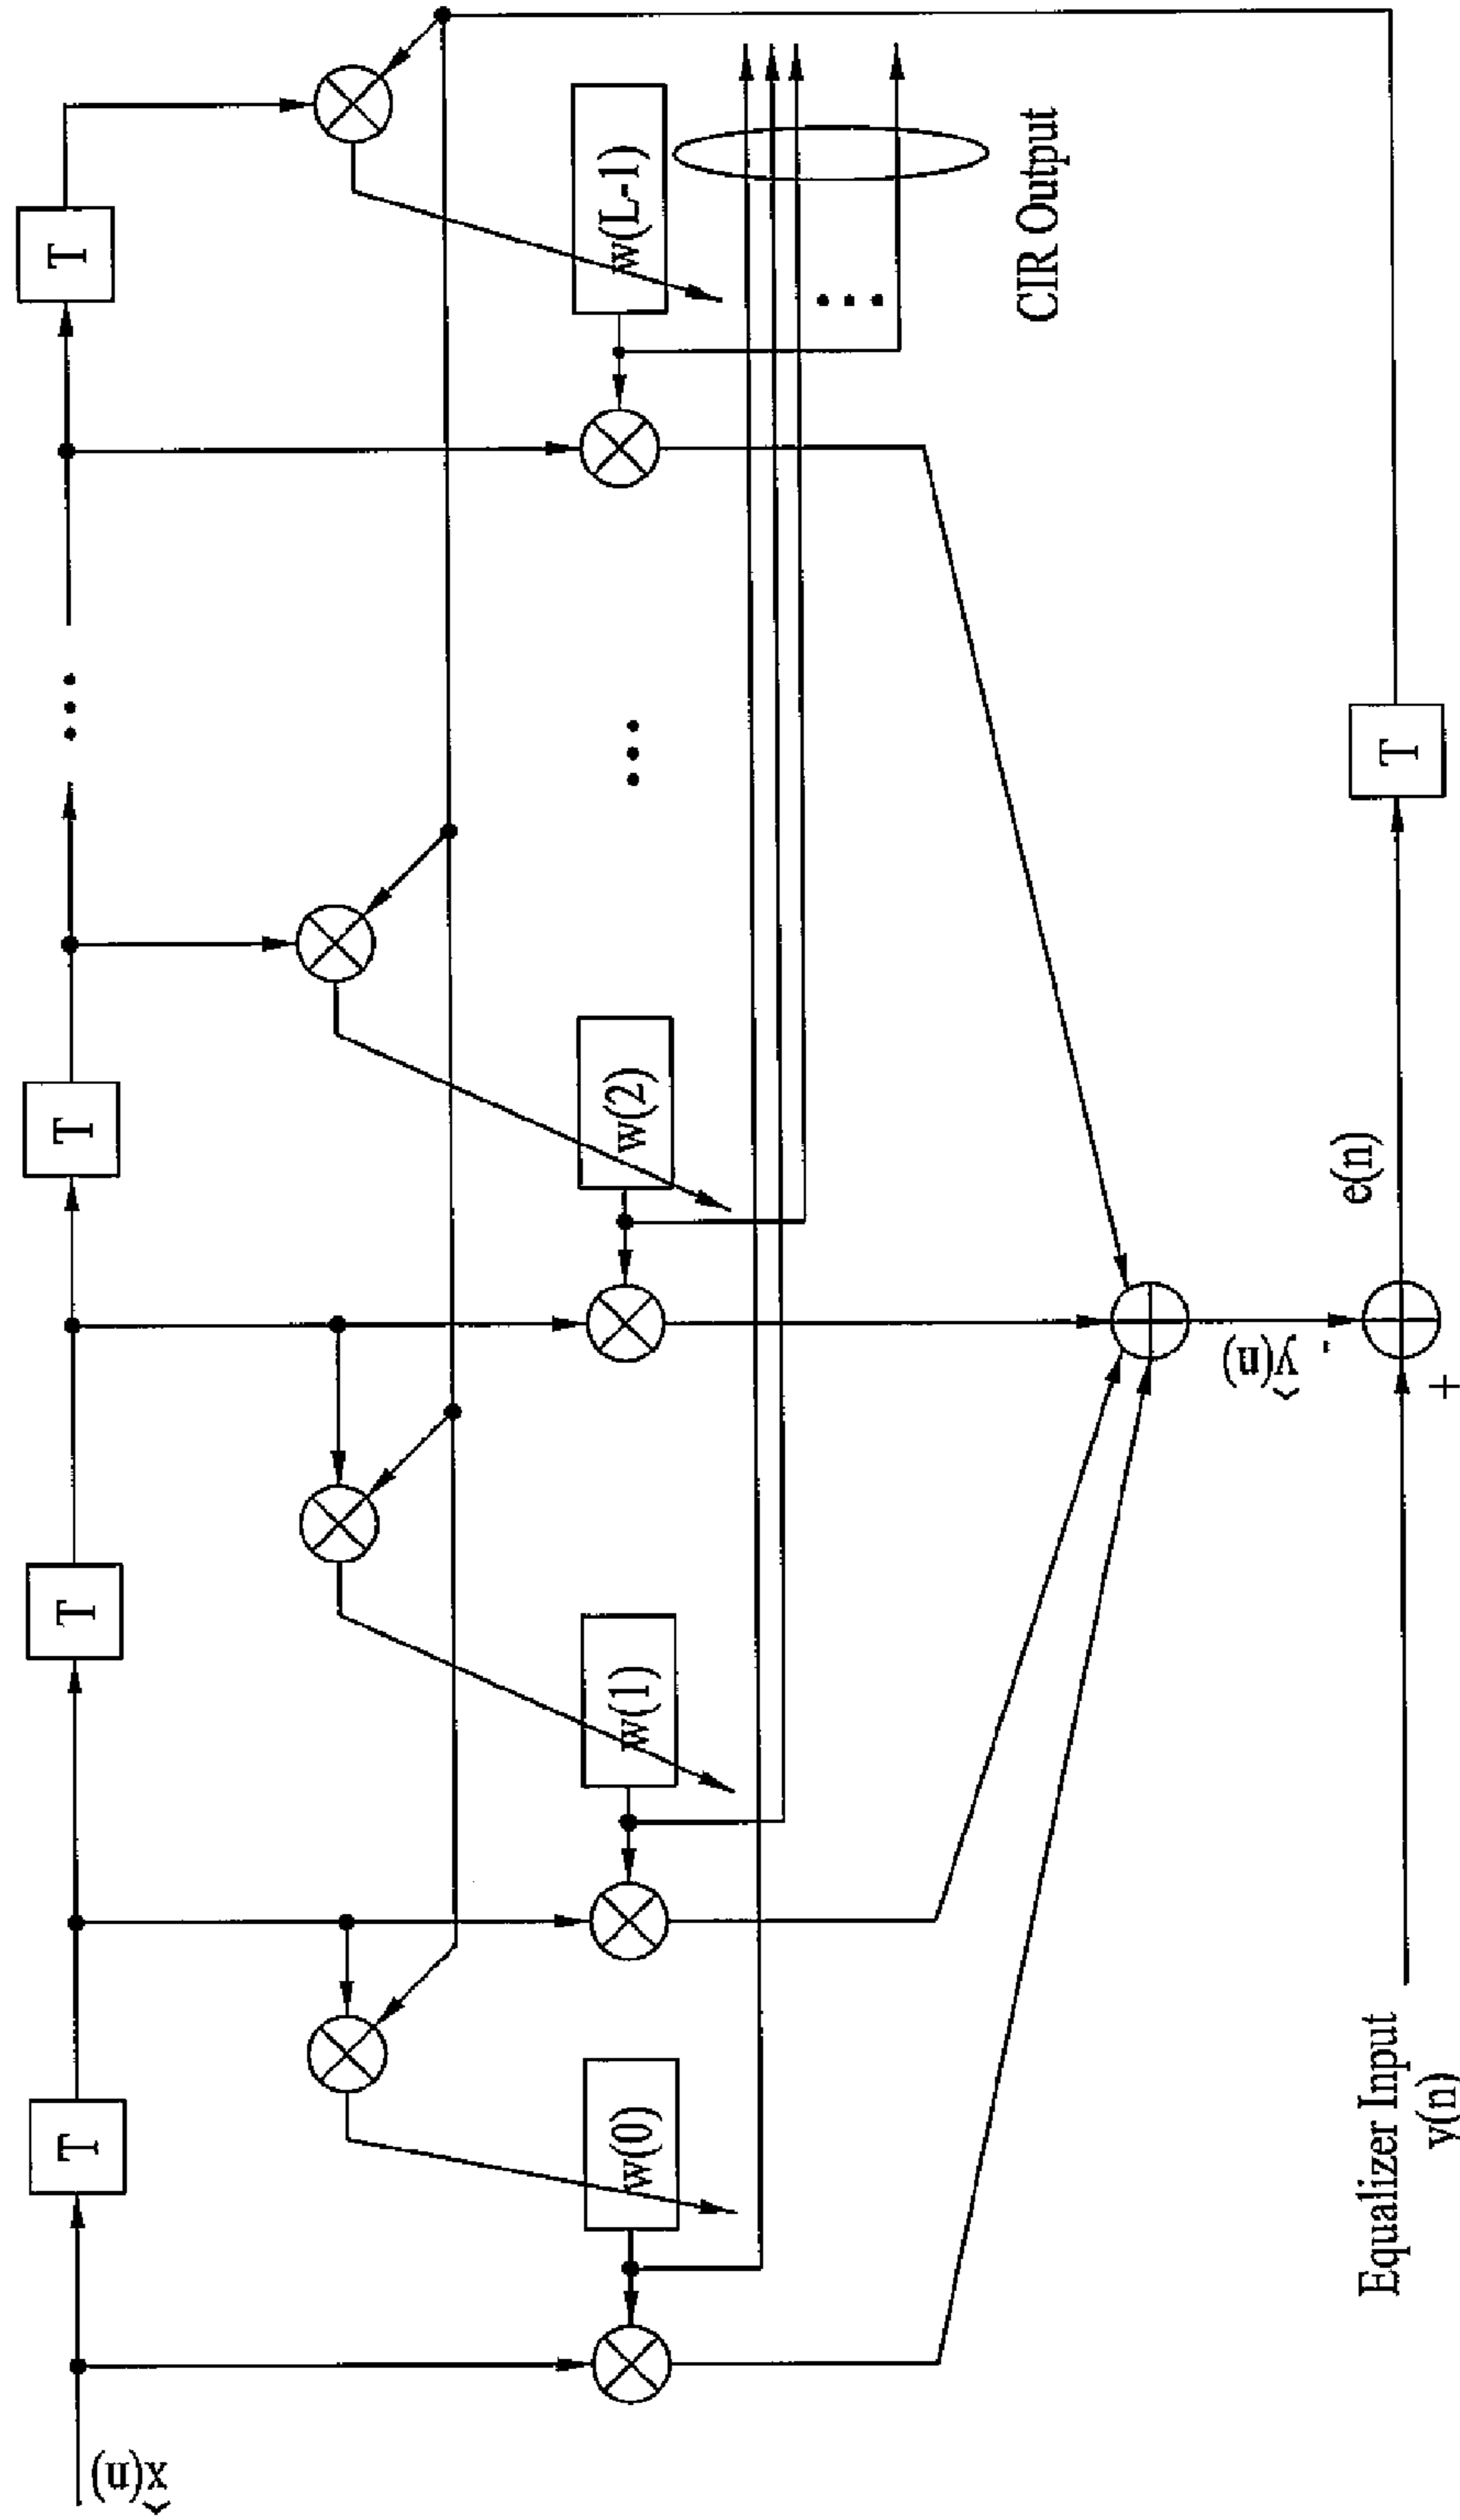 x̂(n)
T
T
T
T
w(0)
w(1)
w(2)
...
w(L-1)
...
...
CIR Output
ŷ(n)
-
+
e(n)
T
Equalizer Input
y(n)